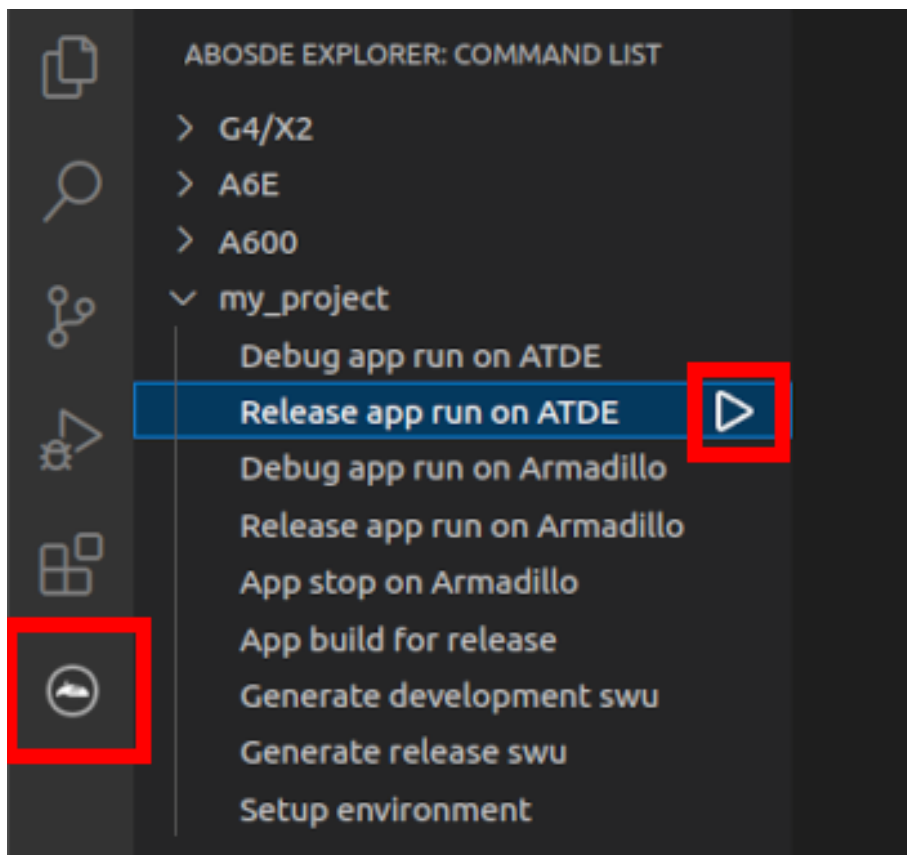 ABOSDE EXPLORER: COMMAND LIST
G4/X2
A6E
A600
my_project
Debug app run on ATDE
Release app run on ATDE
Debug app run on Armadillo
Release app run on Armadillo
App stop on Armadillo
App build for release
Generate development swu
Generate release swu
Setup environment